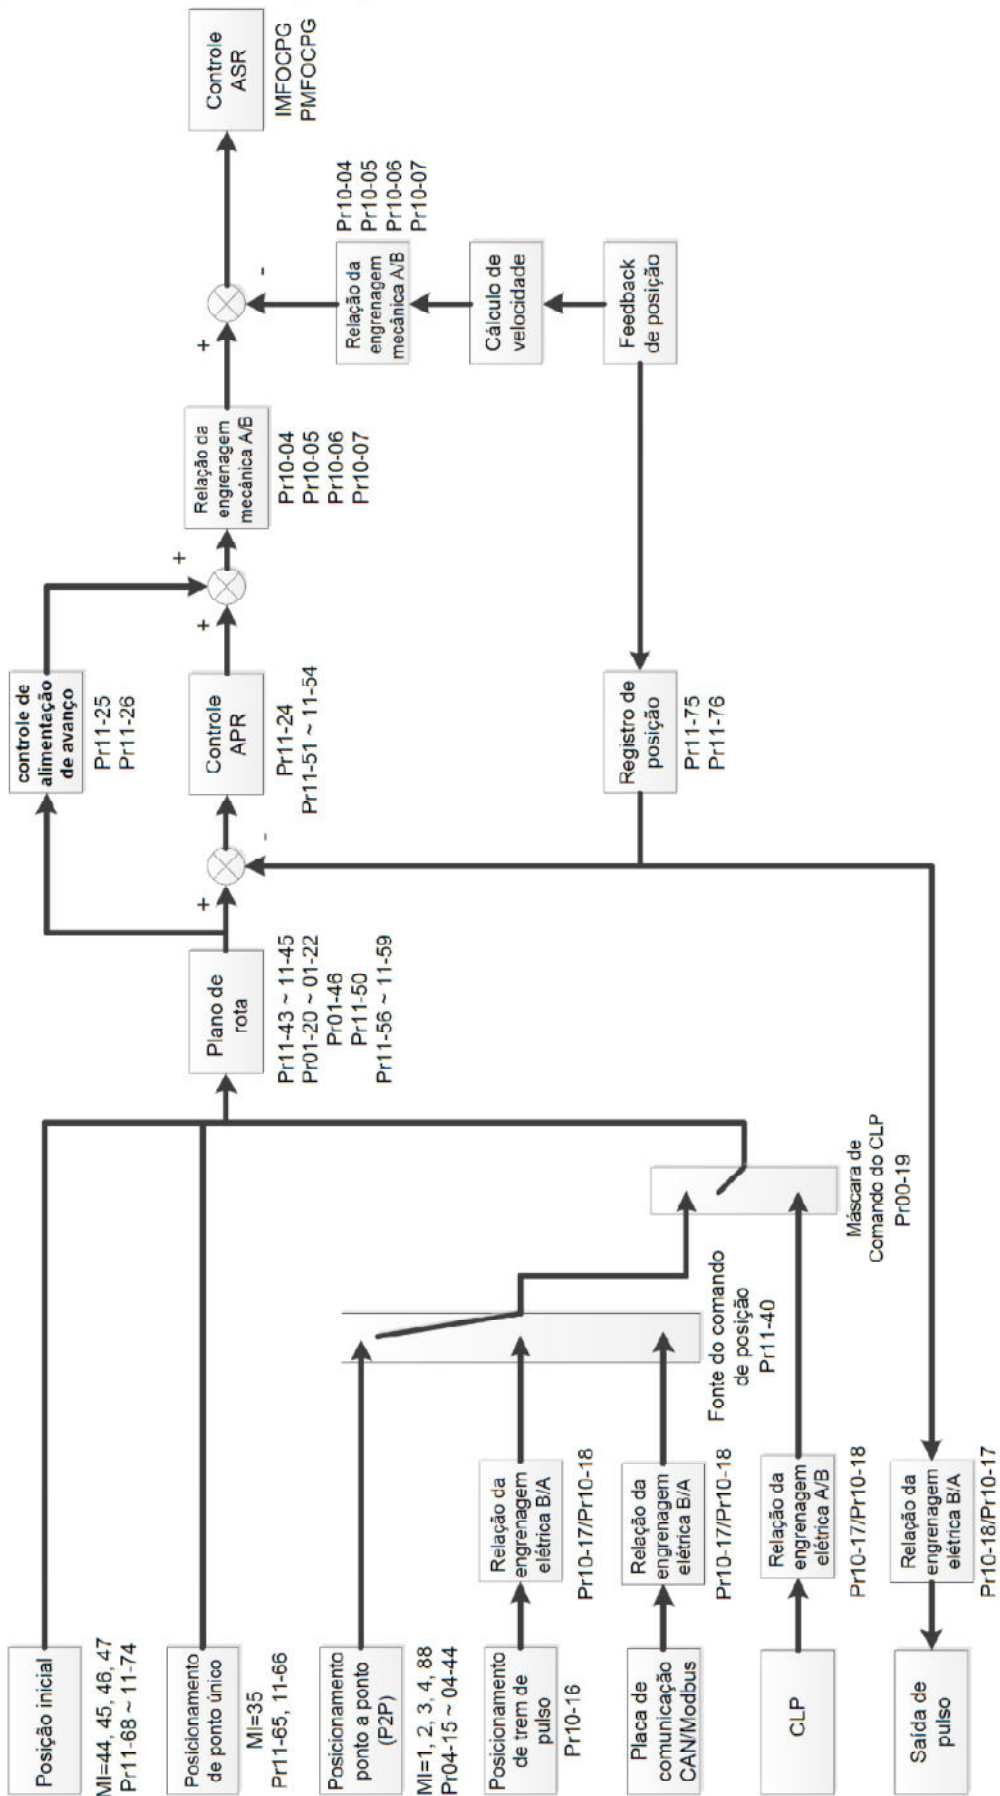 Posição inicial
MI=44, 45, 46, 47
Pr11-68 ~ 11-74
Posicionamento
de ponto único
MI=35
Pr11-65, 11-66
Posicionamento
ponto a ponto
(P2P)
MI=1, 2, 3, 4, 88
Pr04-15 ~ 04-44
Posicionamento
de trem de
pulso
Pr10-16
Placa de
comunicação
CAN/Modbus
CLP
Saída de
pulso
Relação da
engrenagem
elétrica B/A
Pr10-17/Pr10-18
Relação da
engrenagem
elétrica B/A
Pr10-17/Pr10-18
Relação da
engrenagem
elétrica A/B
Pr10-17/Pr10-18
Relação da
engrenagem
elétrica B/A
Pr10-18/Pr10-17
Fonte do comando
de posição
Pr11-40
Máscara de
Comando do CLP
Pr00-19
Plano de
rota
Pr11-43 ~ 11-45
Pr01-20 ~ 01-22
Pr01-46
Pr11-50
Pr11-56 ~ 11-59
+
-
controle de
alimentação
de avanço
Pr11-25
Pr11-26
Controle
APR
Pr11-24
Pr11-51 ~ 11-54
Registro de
posição
Pr11-75
Pr11-76
+
+
Relação da
engrenagem
mecânica A/B
Pr10-04
Pr10-05
Pr10-06
Pr10-07
+
-
Relação da
engrenagem
mecânica A/B
Pr10-04
Pr10-05
Pr10-06
Pr10-07
Cálculo de
velocidade
Feedback
de posição
Controle
ASR
IMFOCPG
PMFOCPG